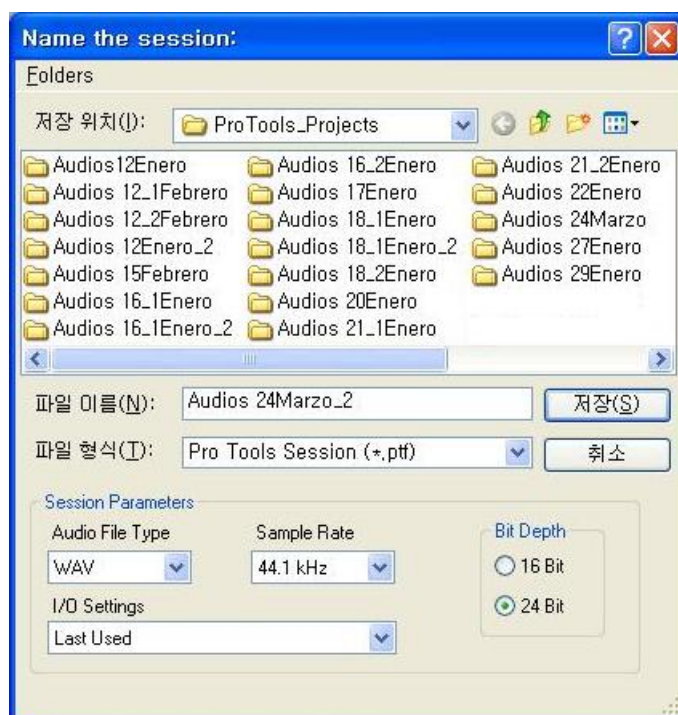 Name the session:
Folders
저장 위치(I):
ProTools_Projects
Audios12Enero
Audios 12_1Febrero
Audios 12_2Febrero
Audios 12Enero_2
Audios 15Febrero
Audios 16_1Enero
Audios 16_1Enero_2
Audios 16_2Enero
Audios 17Enero
Audios 18_1Enero
Audios 18_1Enero_2
Audios 18_2Enero
Audios 20Enero
Audios 21_1Enero
Audios 21_2Enero
Audios 22Enero
Audios 24Marzo
Audios 27Enero
Audios 29Enero
파일 이름(N):
Audios 24Marzo_2
저장(S)
파일 형식(T):
Pro Tools Session (*.ptf)
취소
Session Parameters
Audio File Type
WAV
Sample Rate
44.1 kHz
Bit Depth
16 Bit
24 Bit
I/O Settings
Last Used